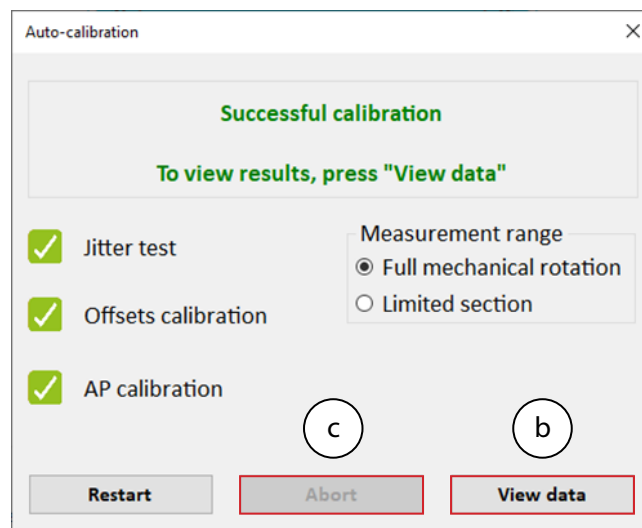 Auto-calibration
Successful calibration
To view results, press "View data"
Jitter test
Offsets calibration
AP calibration
Measurement range
Full mechanical rotation
Limited section
c
b
Restart
Abort
View data